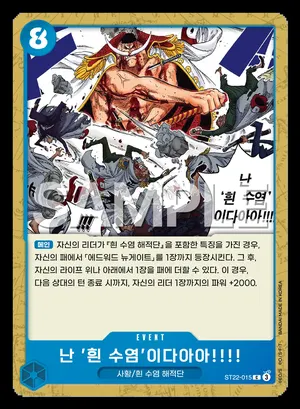 8
난
'흰 수염'
이다아아!!!
SAMPLE
메인 자신의 리더가 『흰 수염 해적단』을 포함한 특징을 가진 경우,
자신의 패에서 「에드워드 뉴게이트」를 1장까지 등장시킨다. 그 후,
자신의 라이프 위나 아래에서 1장을 패에 더할 수 있다. 이 경우,
다음 상대의 턴 종료 시까지, 자신의 리더 1장까지의 파워 +2000.
EVENT
난 '흰 수염'이다아아!!!!
사황/흰 수염 해적단
ST22-015
3